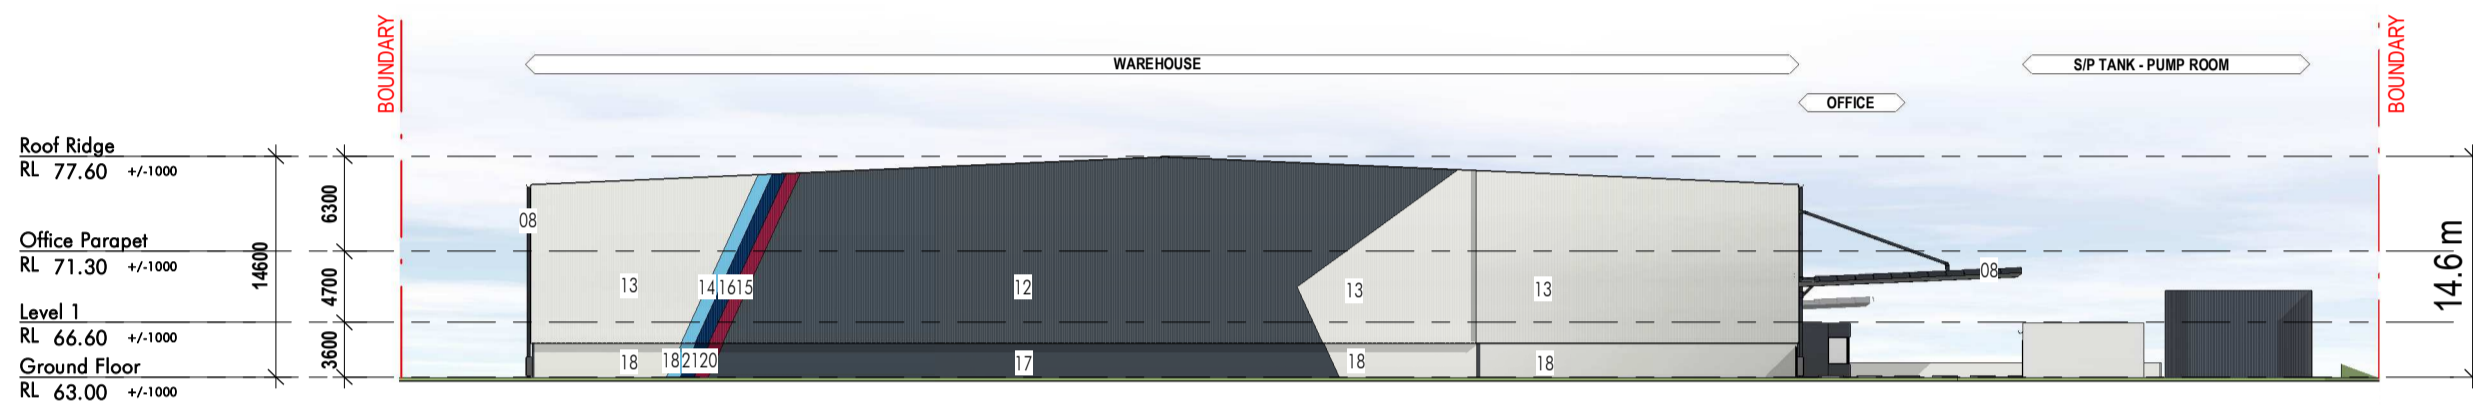 BOUNDARY
BOUNDARY
WAREHOUSE
S/P TANK - PUMP ROOM
OFFICE
Roof Ridge
RL 77.60 +/-1000
6300
08
Office Parapet
RL 71.30 +/-1000
14600
4700
13
14
16
15
12
13
13
08
14.6m
Level 1
RL 66.60 +/-1000
3600
Ground Floor
RL 63.00 +/-1000
18
18
21
20
17
18
18